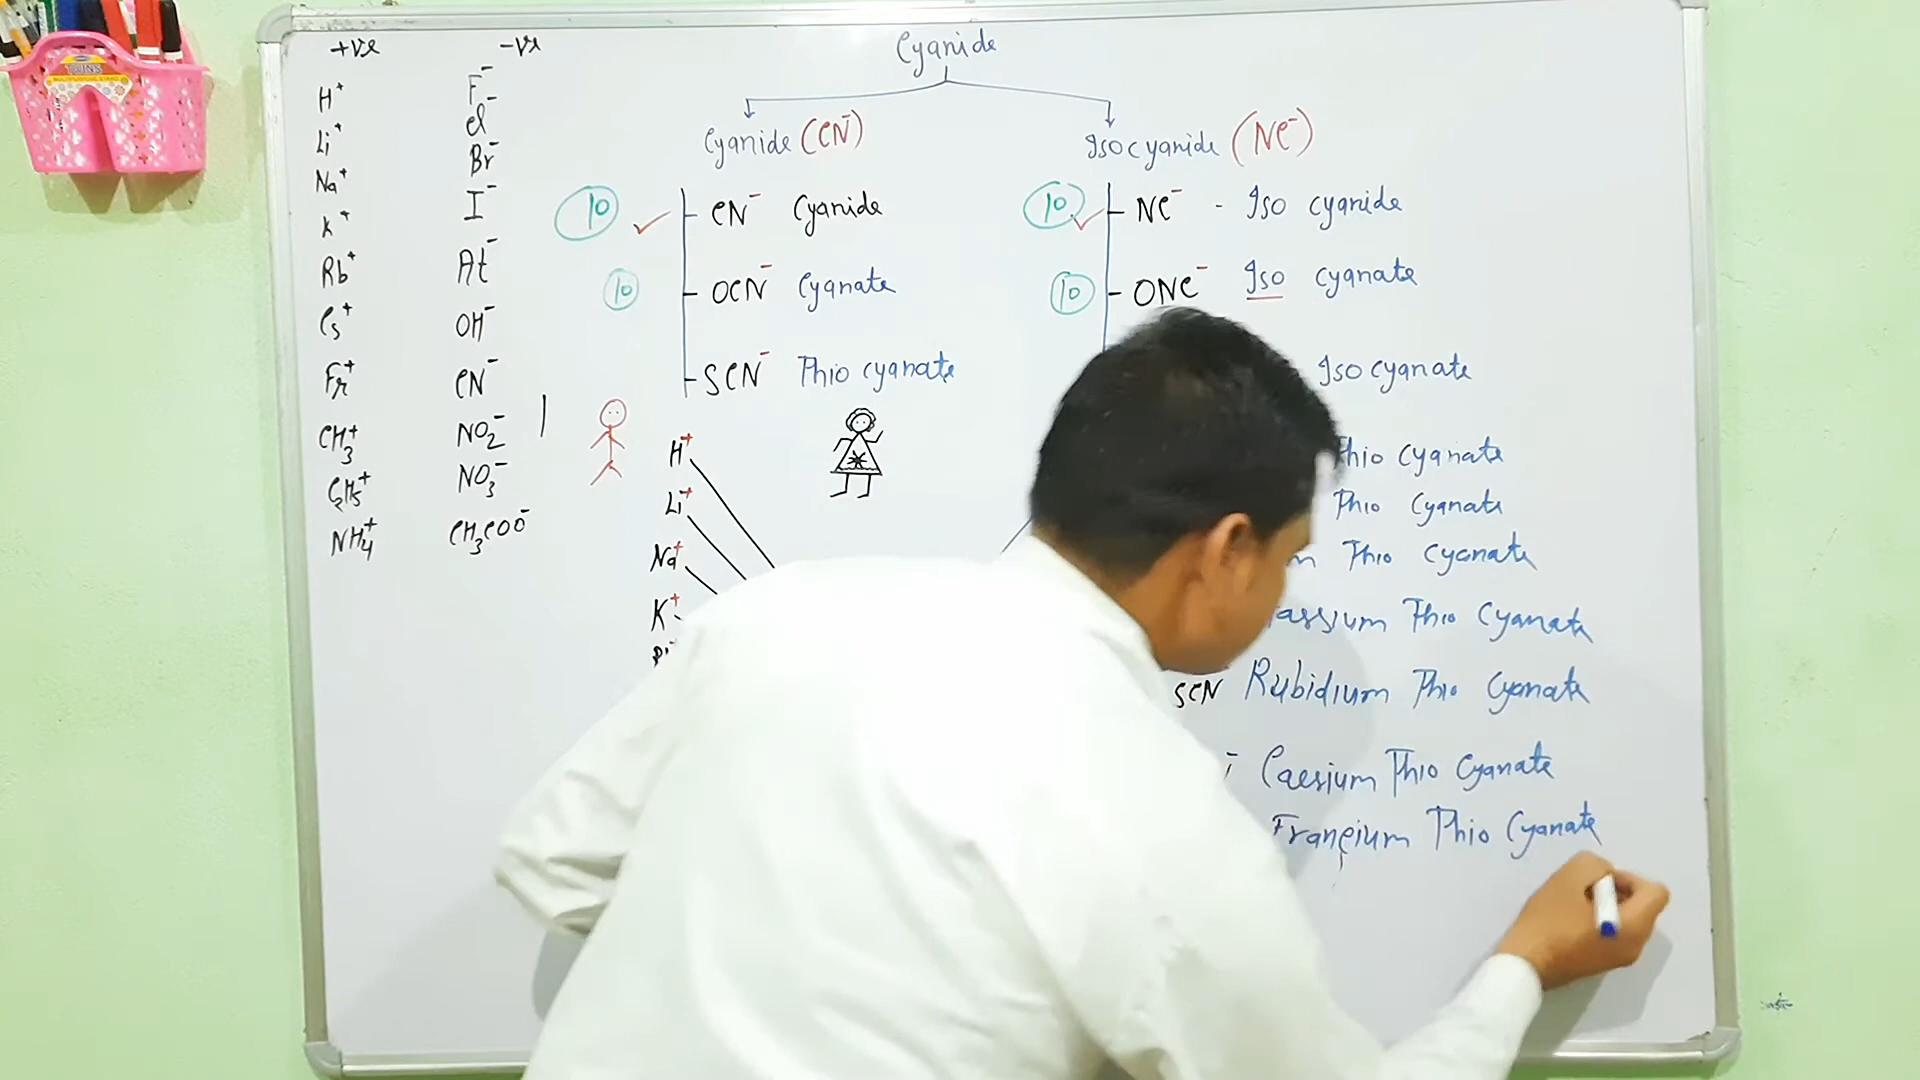 +ve -ve
H⁺ F⁻
Li⁺ Cl⁻
Na⁺ Br⁻
K⁺ I⁻
Rb⁺ At⁻
Cs⁺ OH⁻
Fr⁺ CN⁻
CH₃⁺ NO₂⁻
C₂H₅⁺ NO₃⁻
NH₄⁺ CH₃COO⁻
Cyanide
Cyanide (CN⁻)
10 CN⁻ Cyanide
10 OCN⁻ Cyanate
SCN⁻ Thio cyanate
Isocyanide (NC⁻)
10 NC⁻ - Iso cyanide
10 ONC⁻ Iso cyanate
Isocyanate
H⁺
Li⁺
Na⁺
K⁺
hio Cyanate
Thio Cyanate
m Thio Cyanate
assium Thio Cyanate
SCN Rubidium Thio Cyanate
Caesium Thio Cyanate
Francium Thio Cyanate